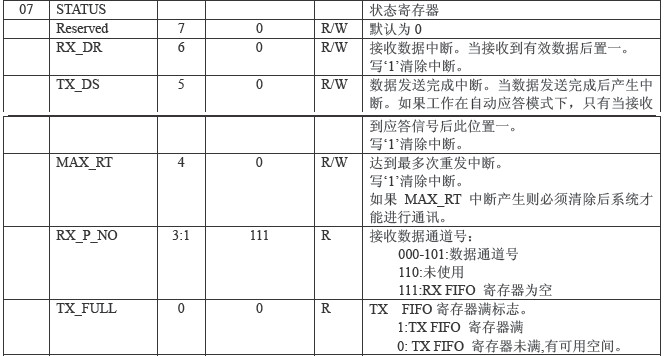 07 STATUS 状态寄存器
Reserved 7 0 R/W 默认为 0
RX_DR 6 0 R/W 接收数据中断。当接收到有效数据后置一。
写‘1’清除中断。
TX_DS 5 0 R/W 数据发送完成中断。当数据发送完成后产生中
断。如果工作在自动应答模式下，只有当接收
到应答信号后此位置一。
写‘1’清除中断。
MAX_RT 4 0 R/W 达到最多次重发中断。
写‘1’清除中断。
如果 MAX_RT 中断产生则必须清除后系统才
能进行通讯。
RX_P_NO 3:1 111 R 接收数据通道号：
000-101:数据通道号
110:未使用
111:RX FIFO 寄存器为空
TX_FULL 0 0 R TX FIFO 寄存器满标志。
1:TX FIFO 寄存器满
0: TX FIFO 寄存器未满,有可用空间。